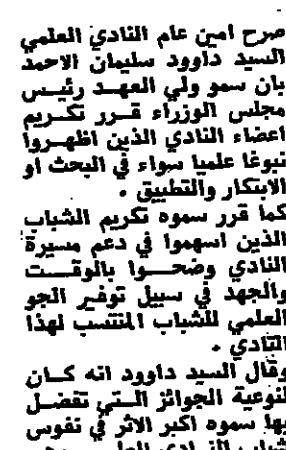 صرح امين عام النادي العلمي
السيد داوود سليمان الاحمد
بان سمو ولي العهد رئيس
مجلس الوزراء قرر تكريم
اعضاء النادي الذين اظهروا
نبوغا علميا سواء في البحث او
الابتكار والتطبيق .
كما قرر سموه تكريم الشباب
الذين اسهموا في دعم مسيرة
النادي وضحوا بالوقت
والجهد في سبيل توفير الجو
العلمي للشباب المنتسب لهذا
النادي .
وقال السيد داوود انه كان
لنوعية الجوائز التي تفضل
بها سموه اكبر الاثر في نفوس
شباب النادي